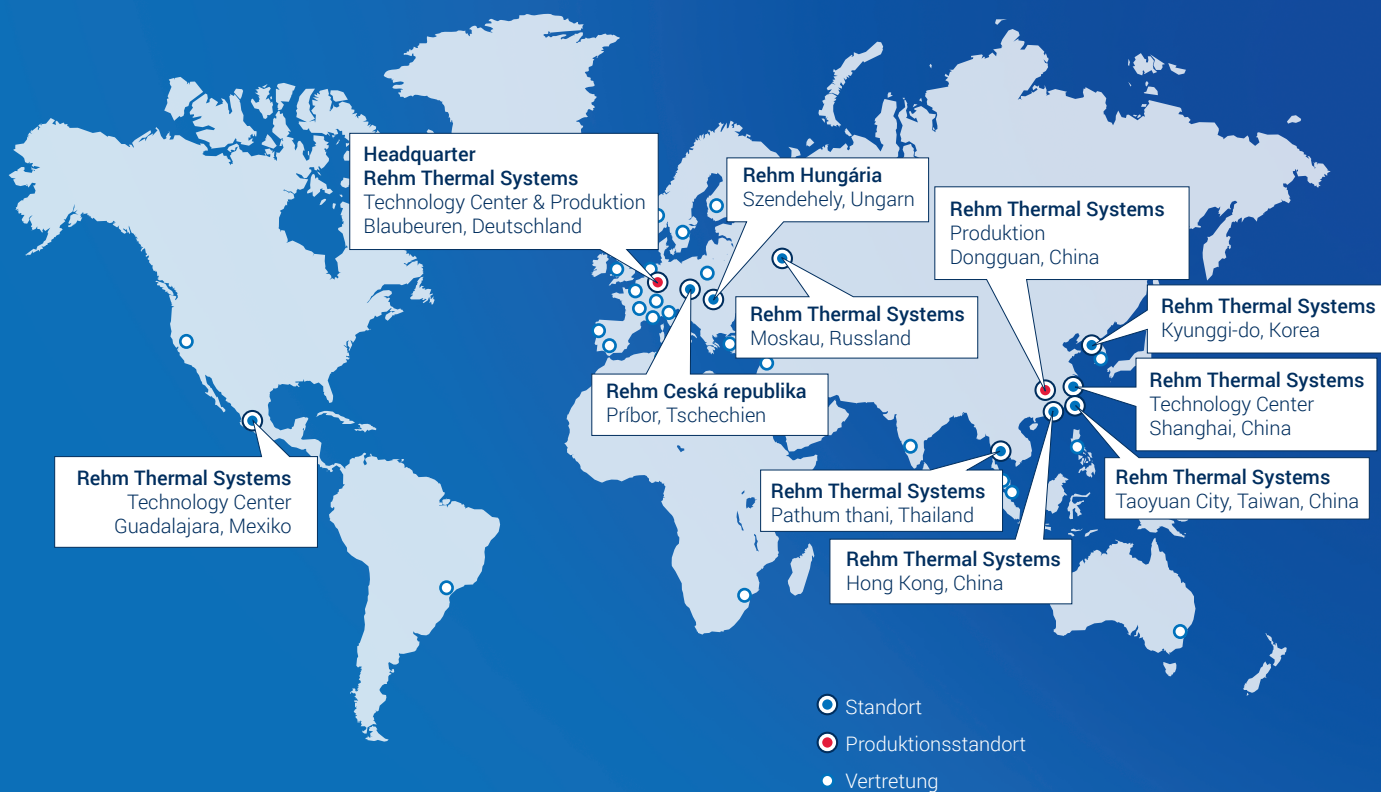 Headquarter
Rehm Thermal Systems
Technology Center & Produktion
Blaubeuren, Deutschland
Rehm Hungária
Szendehely, Ungarn
Rehm Thermal Systems
Produktion
Dongguan, China
Rehm Thermal Systems
Moskau, Russland
Rehm Thermal Systems
Kyunggi-do, Korea
Rehm Ceská republika
Príbor, Tschechien
Rehm Thermal Systems
Technology Center
Shanghai, China
Rehm Thermal Systems
Technology Center
Guadalajara, Mexiko
Rehm Thermal Systems
Pathum thani, Thailand
Rehm Thermal Systems
Taoyuan City, Taiwan, China
Rehm Thermal Systems
Hong Kong, China
Standort
Produktionsstandort
Vertretung